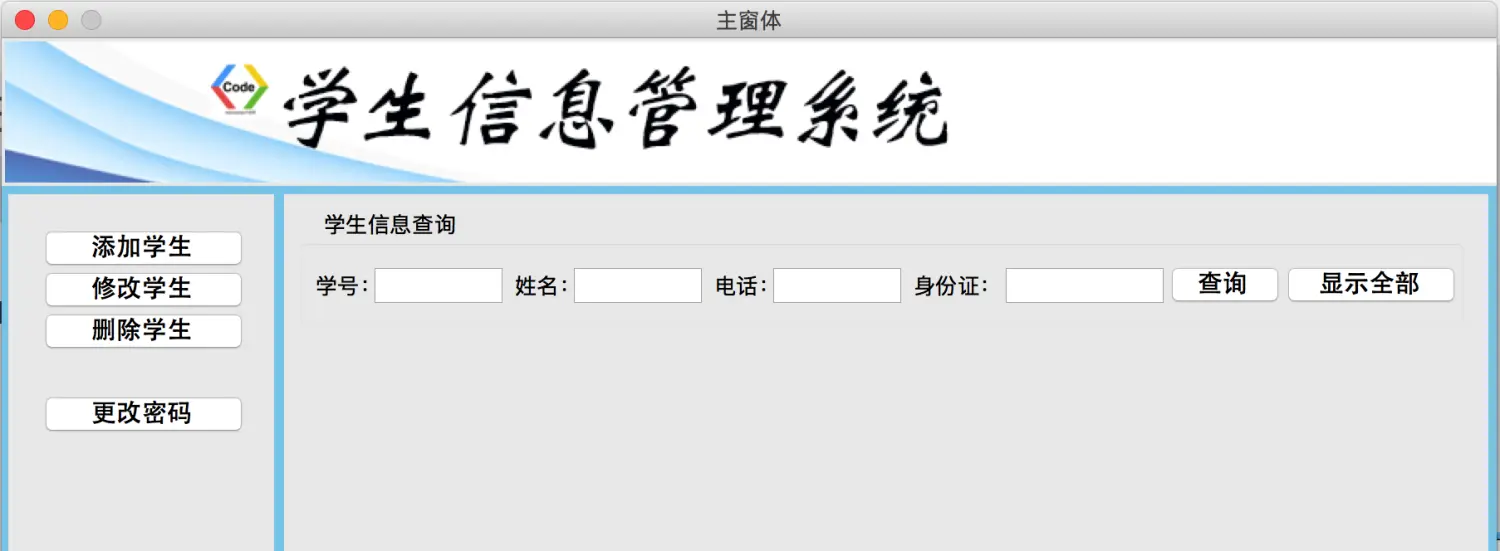 主窗体
Code
学生信息管理系统
添加学生
修改学生
删除学生
更改密码
学生信息查询
学号: 姓名: 电话: 身份证: 查询 显示全部